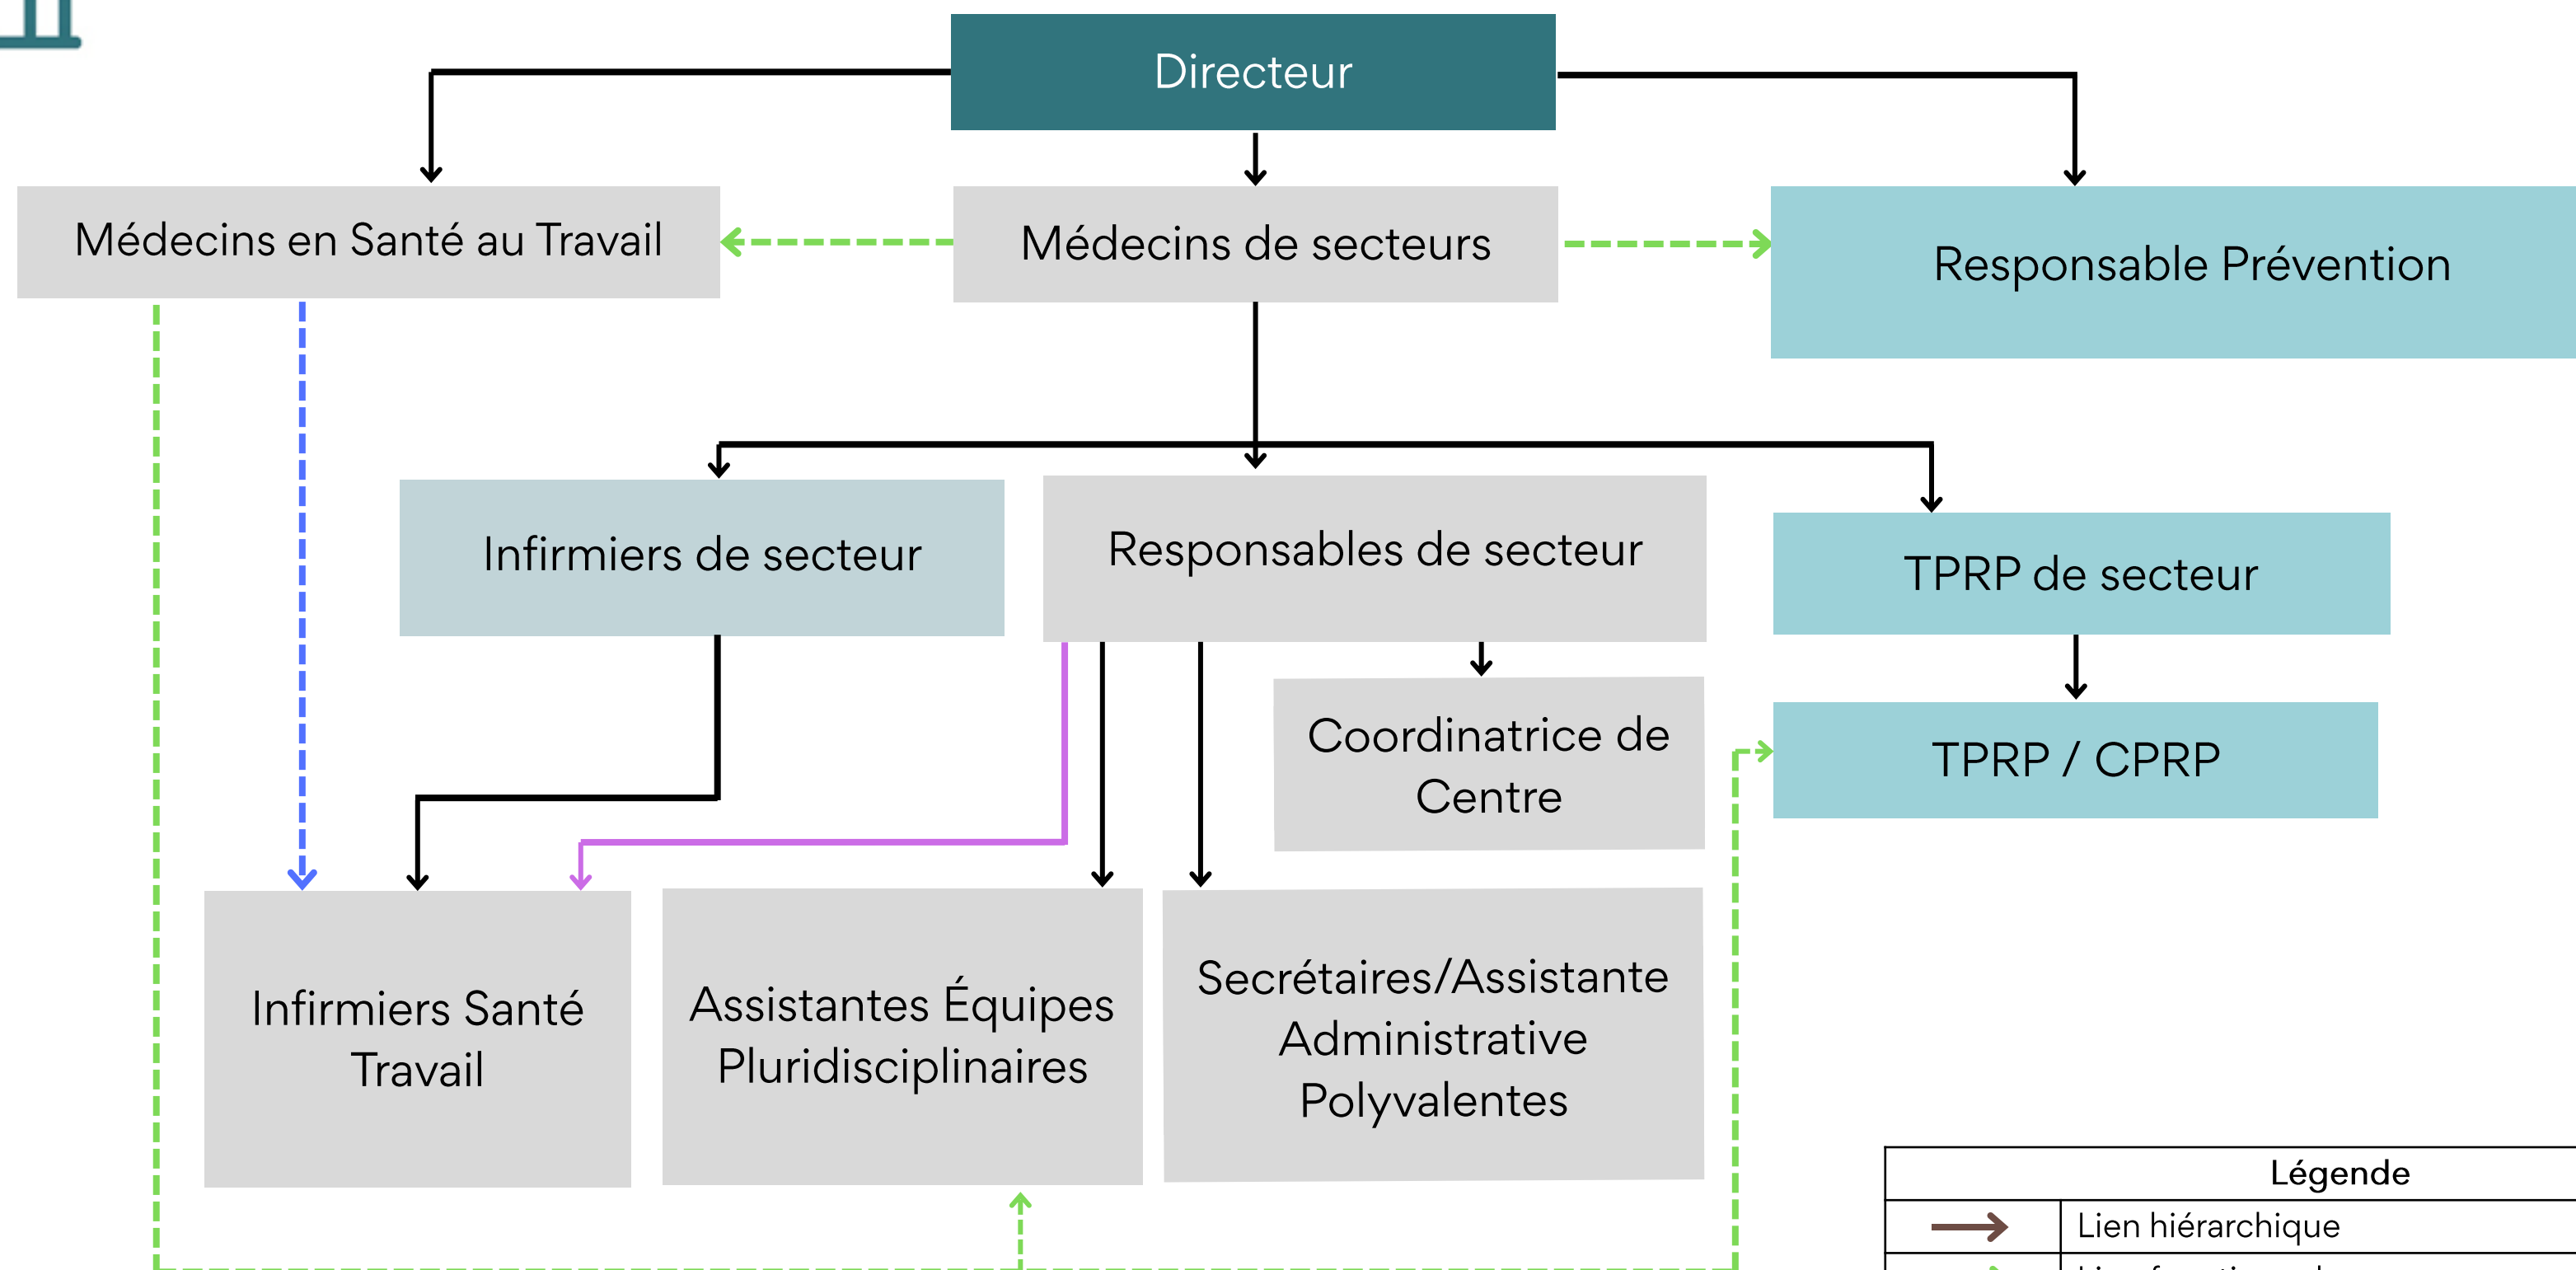 Directeur
Médecins en Santé au Travail
Médecins de secteurs
Responsable Prévention
Infirmiers de secteur
Responsables de secteur
TPRP de secteur
Coordinatrice de
Centre
TPRP / CPRP
Infirmiers Santé
Travail
Assistantes Équipes
Pluridisciplinaires
Secrétaires/Assistante
Administrative
Polyvalentes
Légende
Lien hiérarchique